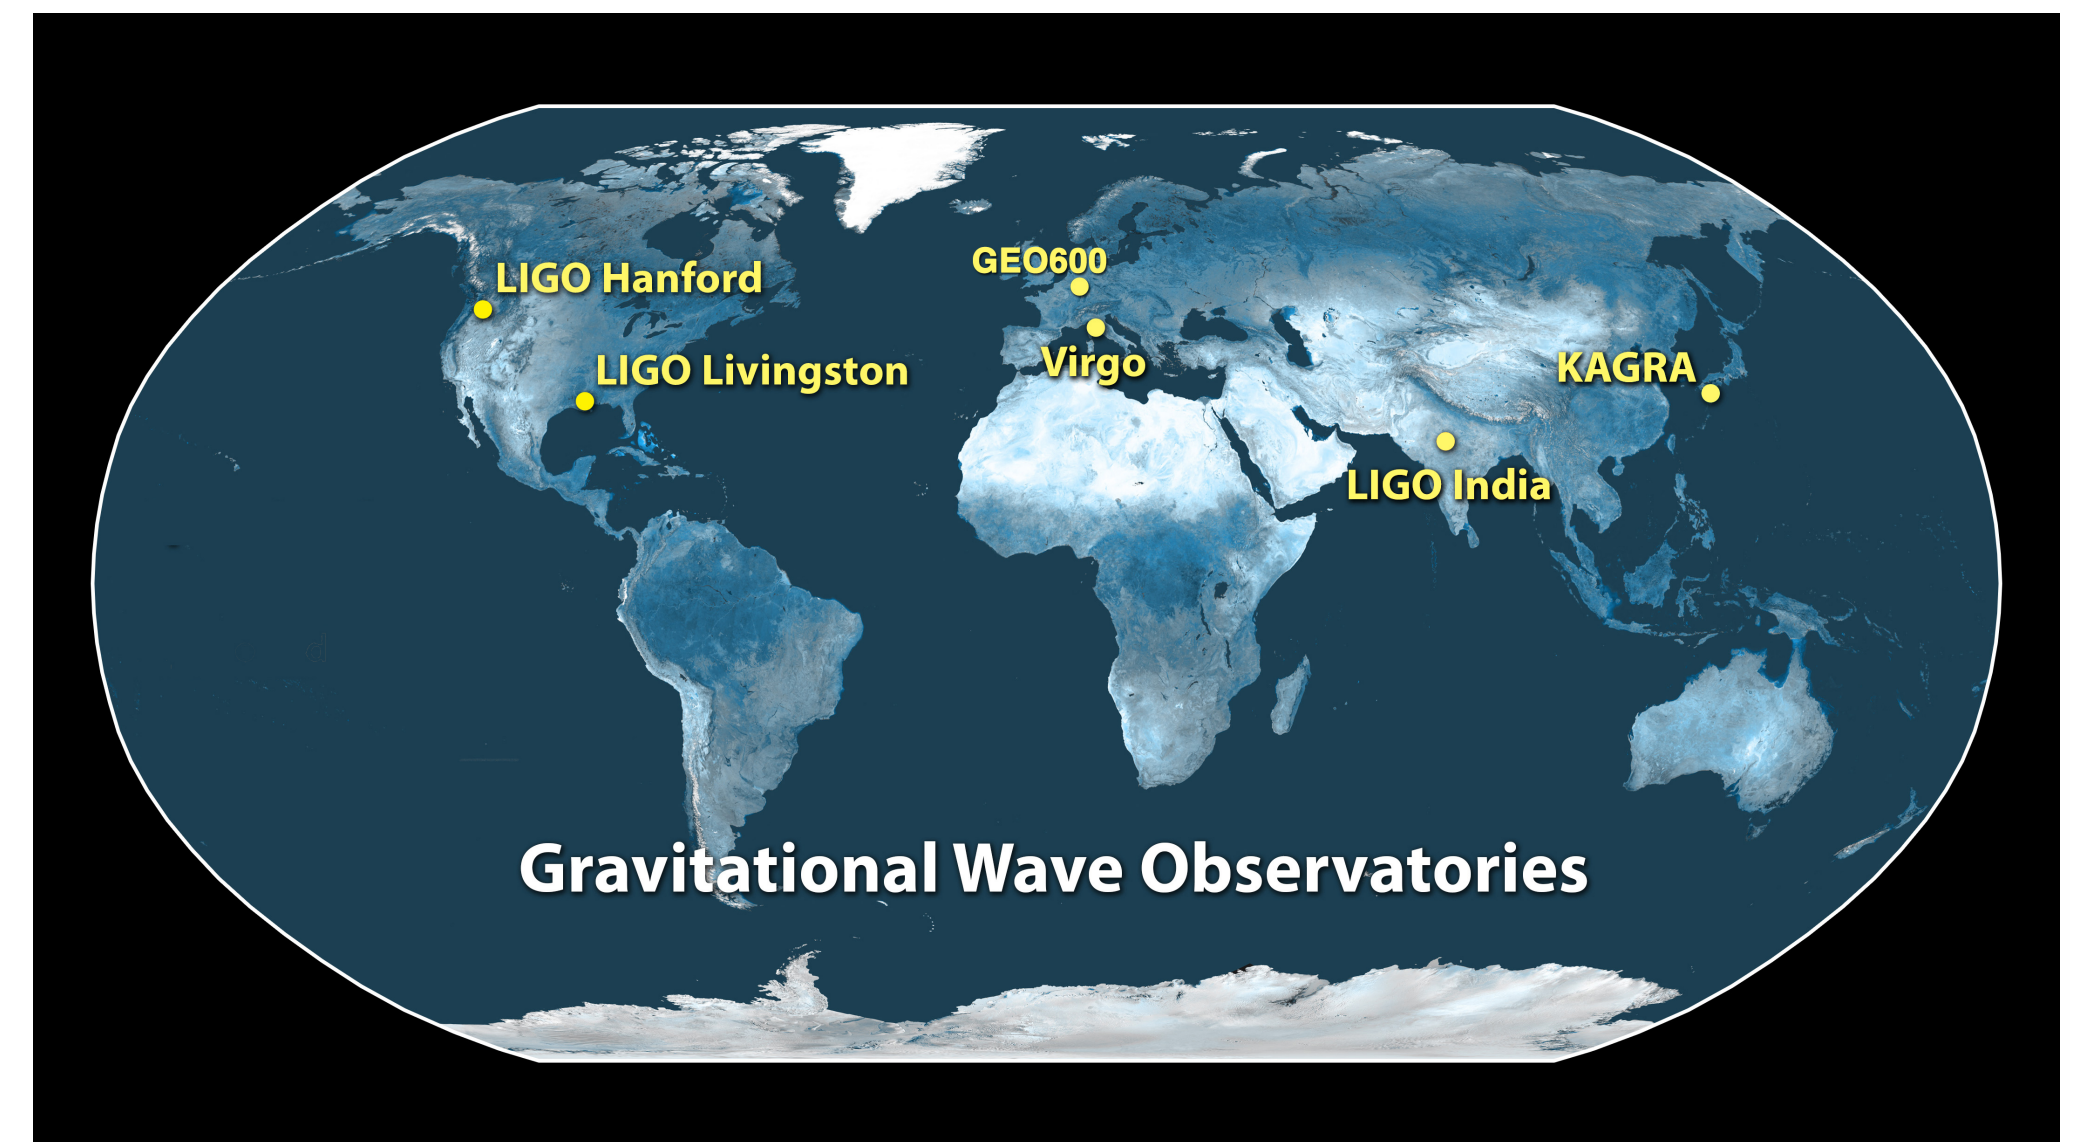 GEO600
LIGO Hanford
Virgo
LIGO Livingston
KAGRA
LIGO India
Gravitational Wave Observatories